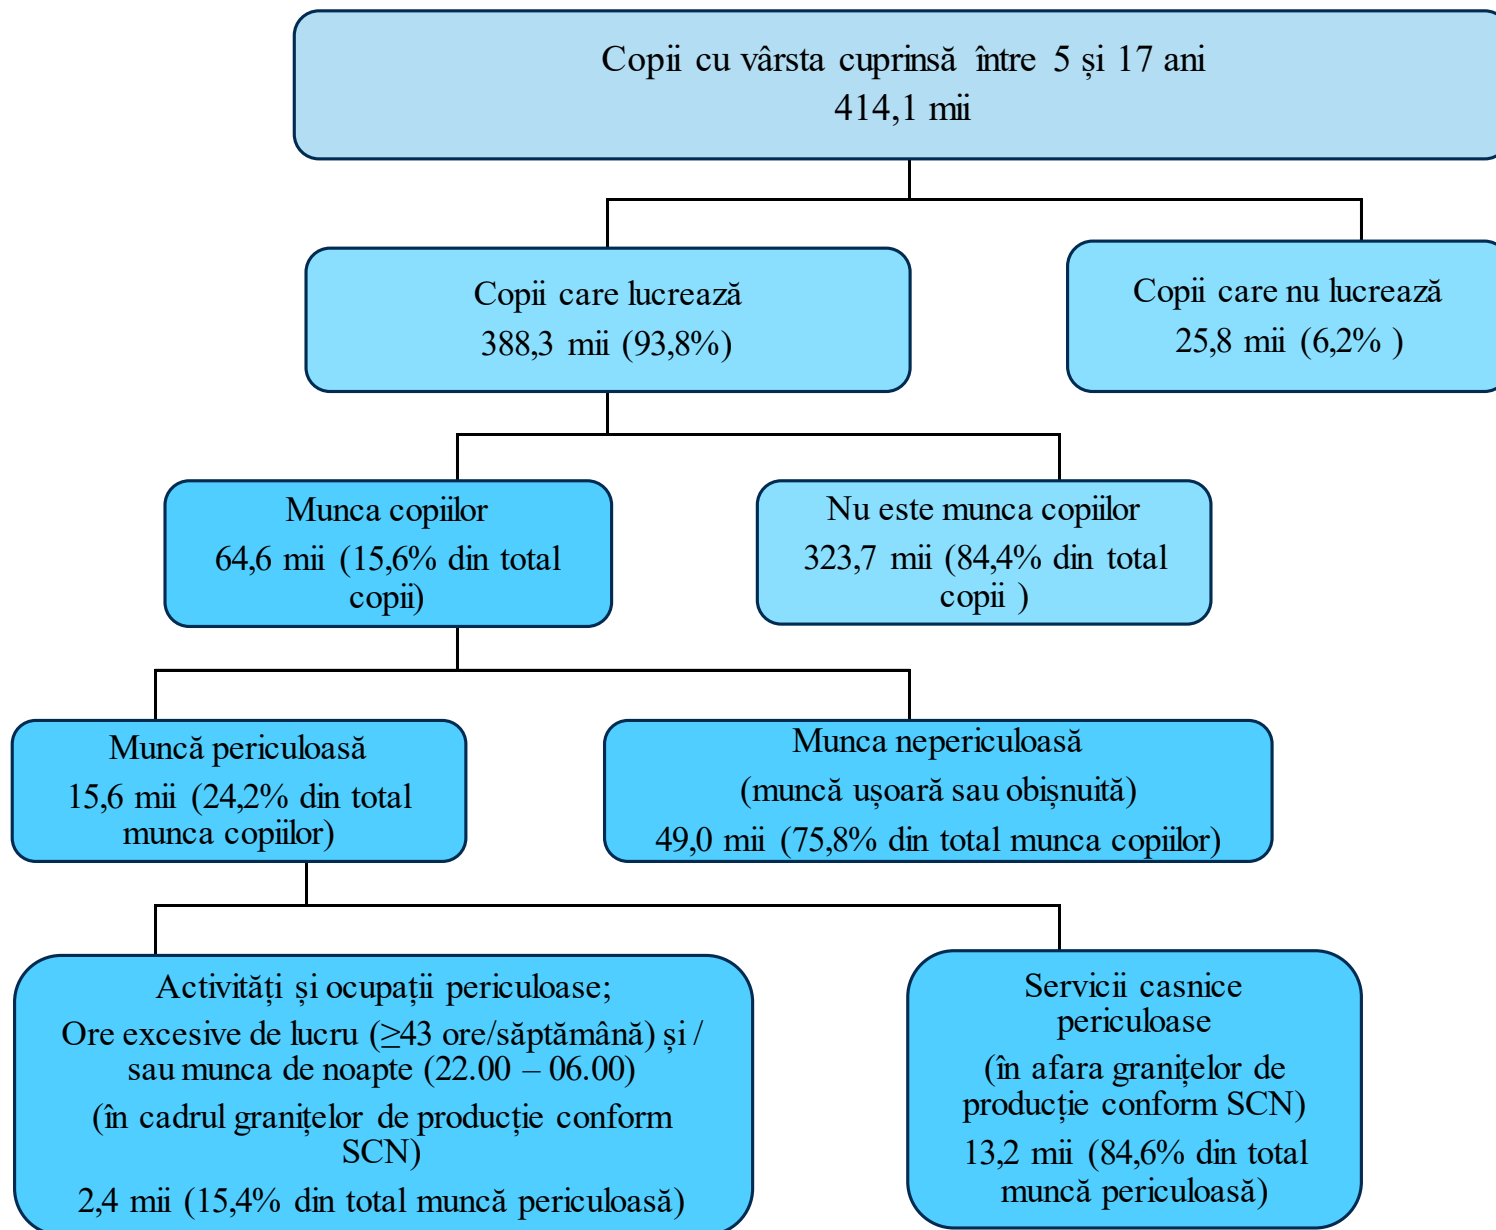 Copii cu vârsta cuprinsă între 5 și 17 ani
414,1 mii
Copii care lucrează
388,3 mii (93,8%)
Copii care nu lucrează
25,8 mii (6,2% )
Munca copiilor
64,6 mii (15,6% din total
copii)
Nu este munca copiilor
323,7 mii (84,4% din total
copii )
Muncă periculoasă
15,6 mii (24,2% din total
munca copiilor)
Munca nepericuloasă
(muncă ușoară sau obișnuită)
49,0 mii (75,8% din total munca copiilor)
Activități și ocupații periculoase;
Ore excesive de lucru (≥43 ore/săptămână) și /
sau munca de noapte (22.00 – 06.00)
(în cadrul granițelor de producție conform
SCN)
2,4 mii (15,4% din total muncă periculoasă)
Servicii casnice
periculoase
(în afara granițelor de
producție conform SCN)
13,2 mii (84,6% din total
muncă periculoasă)